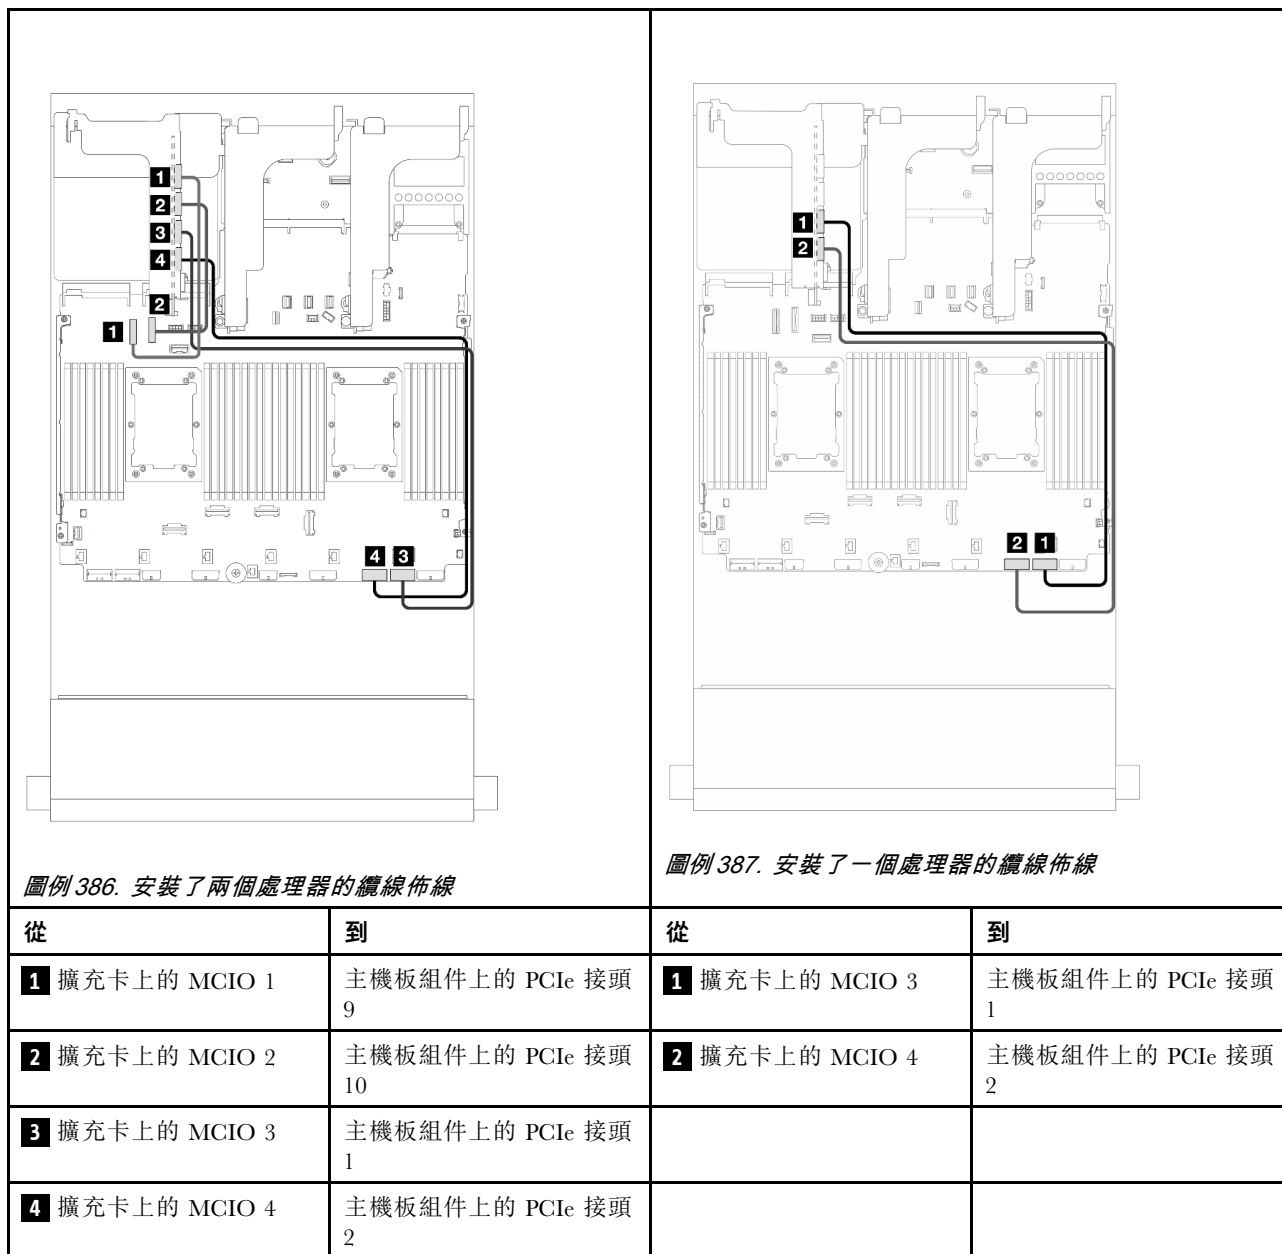 1
2
3
4
2
1
4 3
圖例 386. 安裝了兩個處理器的纜線佈線
1
2
2 1
圖例 387. 安裝了一個處理器的纜線佈線
從 到 從 到
1 擴充卡上的 MCIO 1
主機板組件上的 PCIe 接頭
9
1 擴充卡上的 MCIO 3
主機板組件上的 PCIe 接頭
1
2 擴充卡上的 MCIO 2
主機板組件上的 PCIe 接頭
10
2 擴充卡上的 MCIO 4
主機板組件上的 PCIe 接頭
2
3 擴充卡上的 MCIO 3
主機板組件上的 PCIe 接頭
1
4 擴充卡上的 MCIO 4
主機板組件上的 PCIe 接頭
2